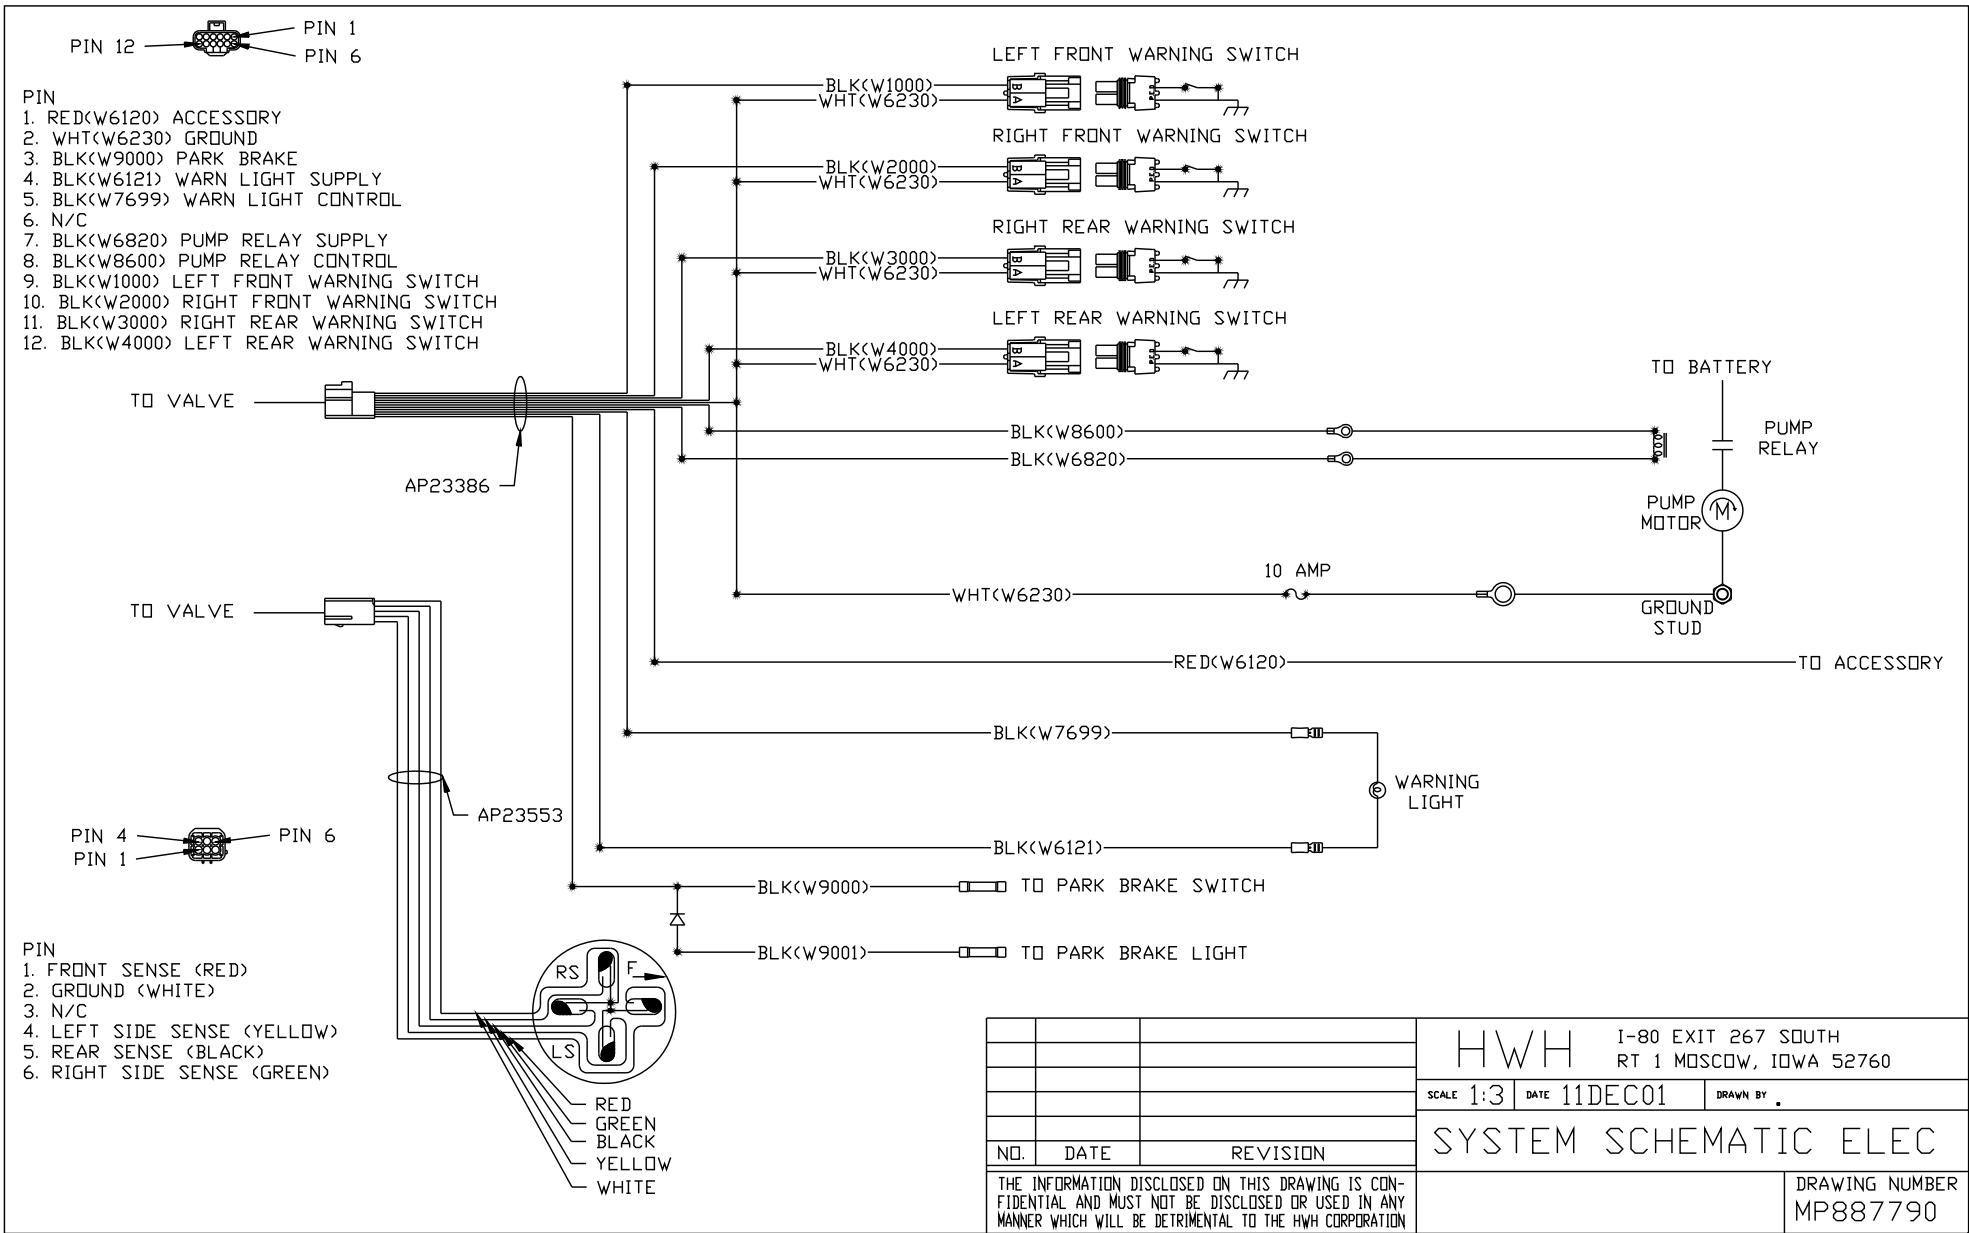 PIN 1
PIN 12
PIN 6
PIN
1. RED(W6120) ACCESSORY
2. WHT(W6230) GROUND
3. BLK(W9000) PARK BRAKE
4. BLK(W6121) WARN LIGHT SUPPLY
5. BLK(W7699) WARN LIGHT CONTROL
6. N/C
7. BLK(W6820) PUMP RELAY SUPPLY
8. BLK(W8600) PUMP RELAY CONTROL
9. BLK(W1000) LEFT FRONT WARNING SWITCH
10. BLK(W2000) RIGHT FRONT WARNING SWITCH
11. BLK(W3000) RIGHT REAR WARNING SWITCH
12. BLK(W4000) LEFT REAR WARNING SWITCH
LEFT FRONT WARNING SWITCH
BLK(W1000)
WHT(W6230)
B
A
RIGHT FRONT WARNING SWITCH
BLK(W2000)
WHT(W6230)
B
A
RIGHT REAR WARNING SWITCH
BLK(W3000)
WHT(W6230)
B
A
LEFT REAR WARNING SWITCH
BLK(W4000)
WHT(W6230)
B
A
TO VALVE
AP23386
BLK(W8600)
BLK(W6820)
TO BATTERY
PUMP
RELAY
PUMP
MOTOR
M
10 AMP
WHT(W6230)
GROUND
STUD
RED(W6120)
TO ACCESSORY
TO VALVE
AP23553
BLK(W7699)
WARNING
LIGHT
BLK(W6121)
BLK(W9000)
TO PARK BRAKE SWITCH
BLK(W9001)
TO PARK BRAKE LIGHT
PIN 4
PIN 6
PIN 1
PIN
1. FRONT SENSE (RED)
2. GROUND (WHITE)
3. N/C
4. LEFT SIDE SENSE (YELLOW)
5. REAR SENSE (BLACK)
6. RIGHT SIDE SENSE (GREEN)
RS
F
LS
RED
GREEN
BLACK
YELLOW
WHITE
NO. DATE REVISION
THE INFORMATION DISCLOSED ON THIS DRAWING IS CON-
FIDENTIAL AND MUST NOT BE DISCLOSED OR USED IN ANY
MANNER WHICH WILL BE DETRIMENTAL TO THE HWH CORPORATION
HWH
I-80 EXIT 267 SOUTH
RT 1 MOSCOW, IOWA 52760
SCALE 1:3 DATE 11DEC01 DRAWN BY .
SYSTEM SCHEMATIC ELEC
DRAWING NUMBER
MP887790